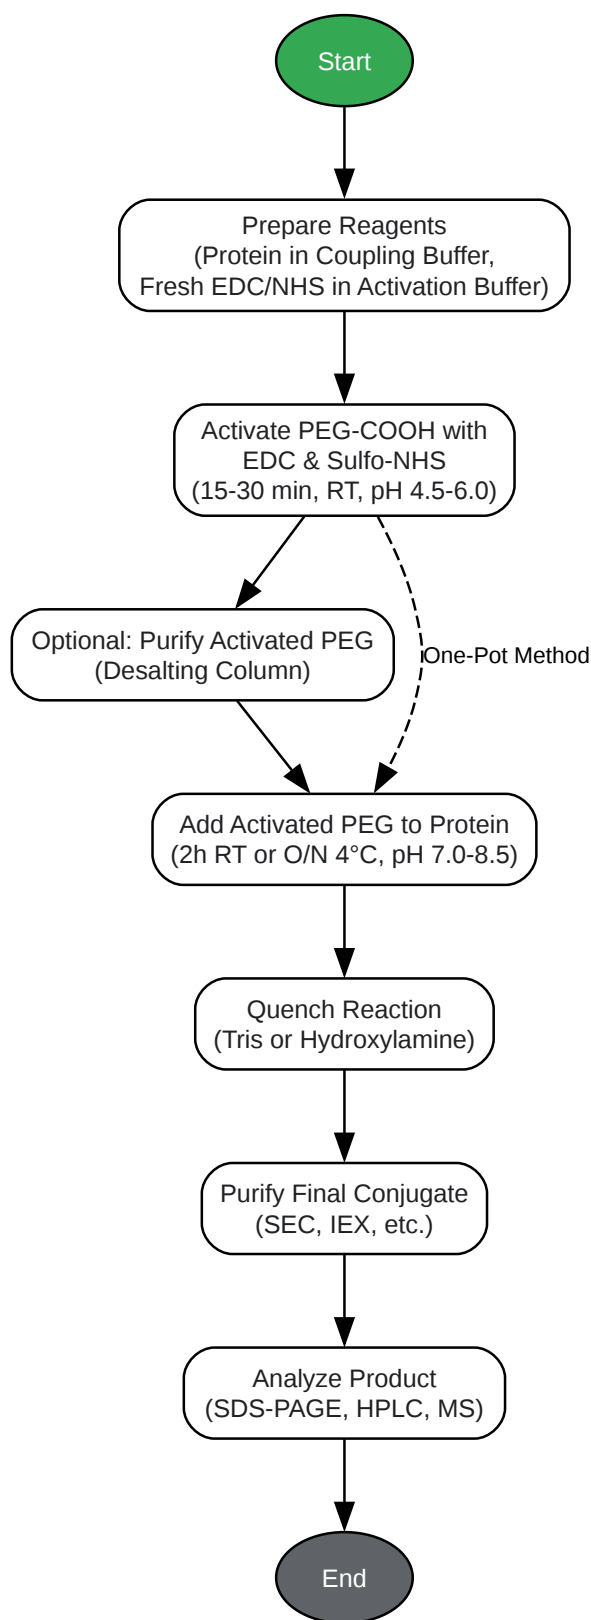 Start
Prepare Reagents
(Protein in Coupling Buffer,
Fresh EDC/NHS in Activation Buffer)
Activate PEG-COOH with
EDC & Sulfo-NHS
(15-30 min, RT, pH 4.5-6.0)
Optional: Purify Activated PEG
(Desalting Column)
One-Pot Method
Add Activated PEG to Protein
(2h RT or O/N 4°C, pH 7.0-8.5)
Quench Reaction
(Tris or Hydroxylamine)
Purify Final Conjugate
(SEC, IEX, etc.)
Analyze Product
(SDS-PAGE, HPLC, MS)
End